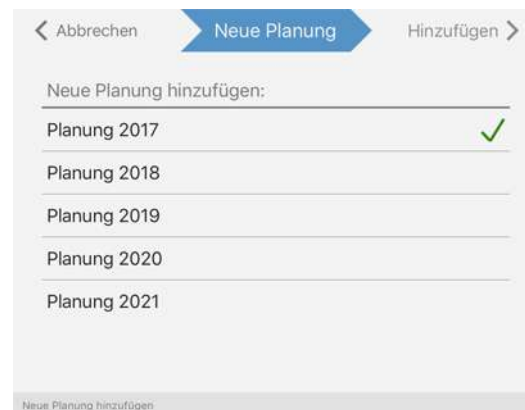 Abbrechen Neue Planung Hinzufügen
Neue Planung hinzufügen:
Planung 2017
Planung 2018
Planung 2019
Planung 2020
Planung 2021
Neue Planung hinzufügen